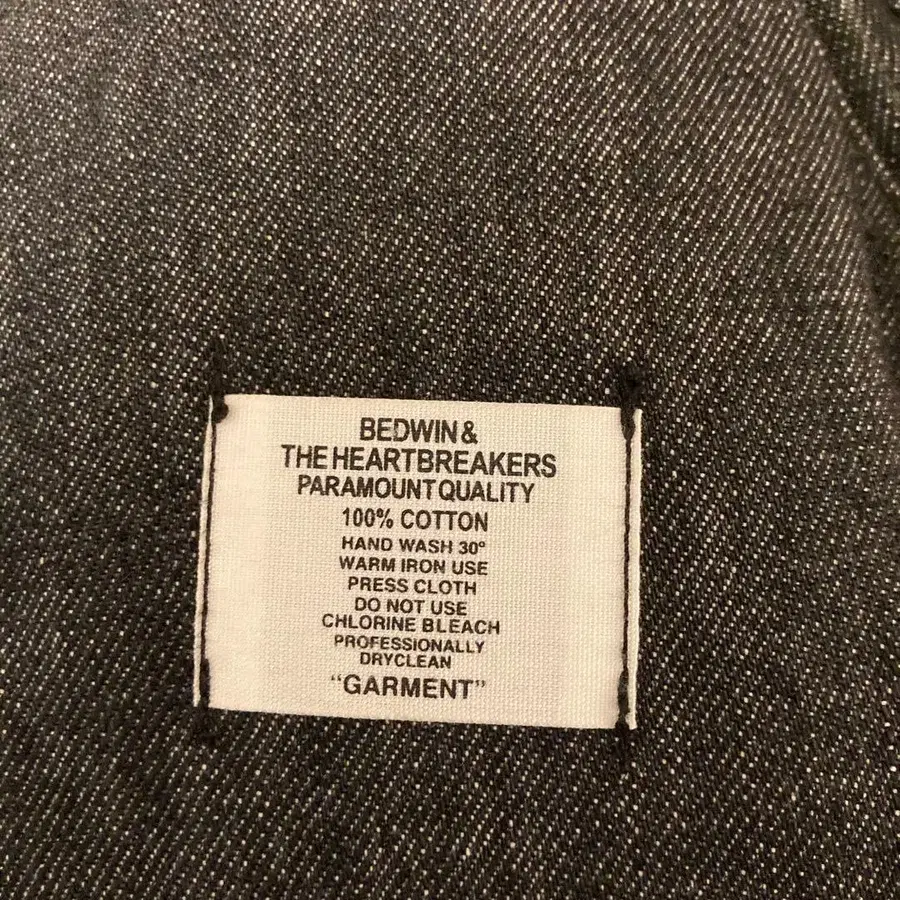 BEDWIN &
THE HEARTBREAKERS
PARAMOUNT QUALITY
100% COTTON
HAND WASH 30º
WARM IRON USE
PRESS CLOTH
DO NOT USE
CHLORINE BLEACH
PROFESSIONALLY
DRYCLEAN
“GARMENT”